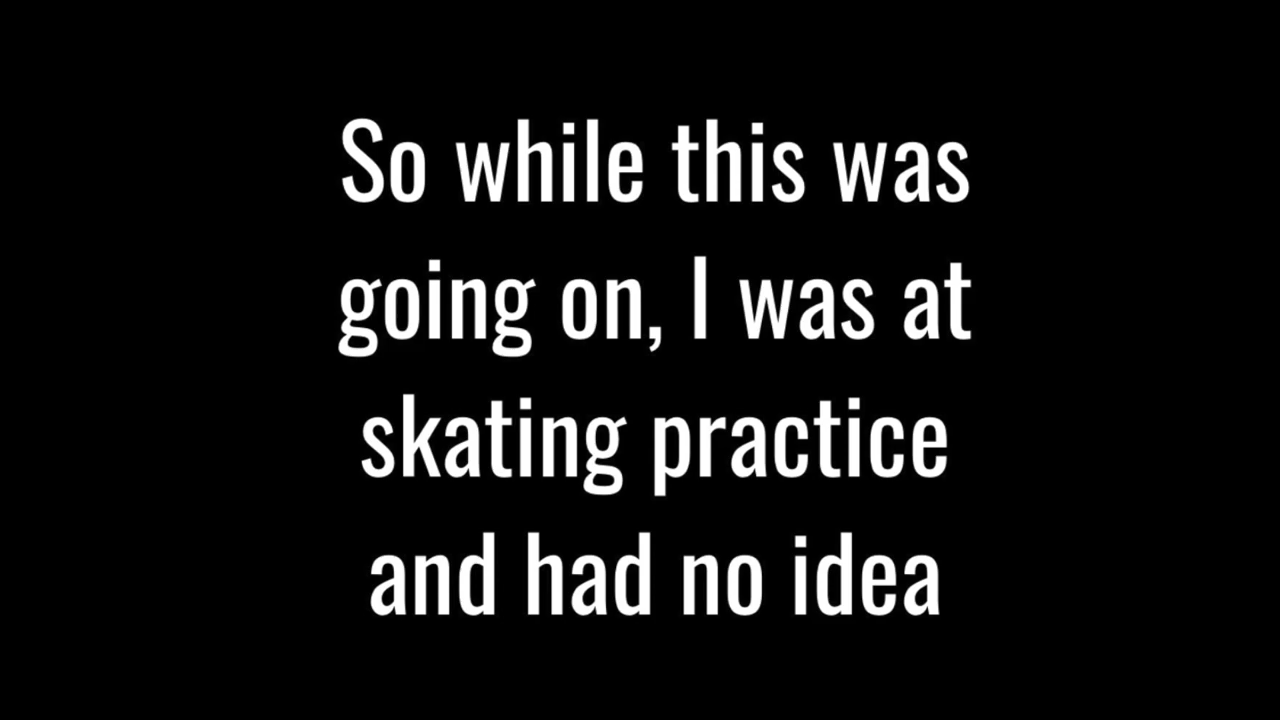 So while this was
going on, I was at
skating practice
and had no idea